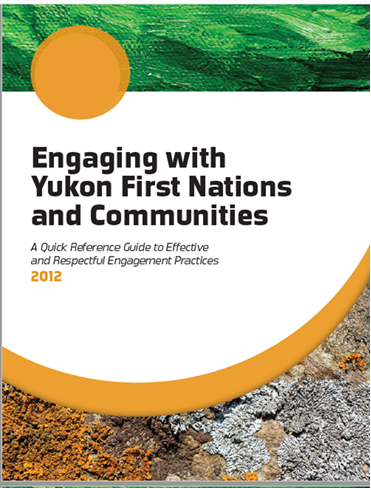 Engaging with
Yukon First Nations
and Communities
A Quick Reference Guide to Effective
and Respectful Engagement Practices
2012